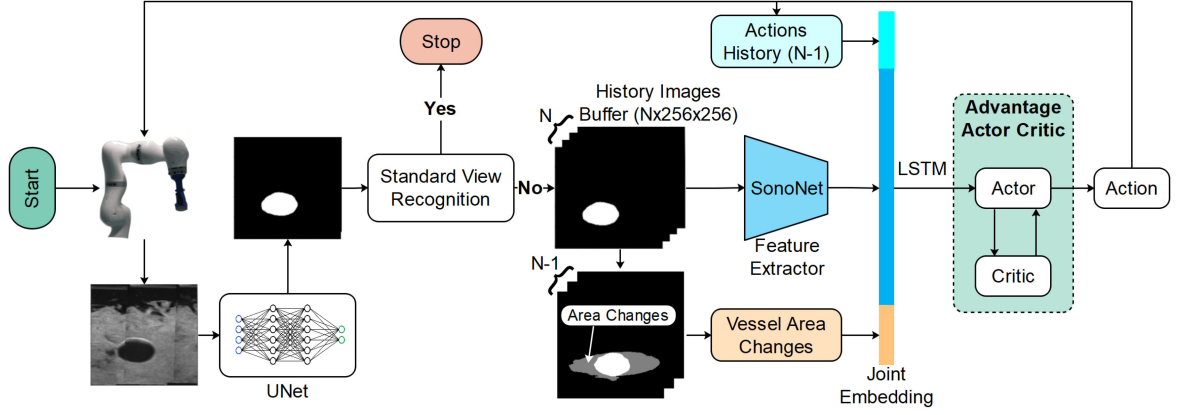 Start
UNet
Stop
Yes
Standard View
Recognition
No
N
History Images
Buffer (Nx256x256)
N-1
Area Changes
Actions
History (N-1)
SonoNet
Feature
Extractor
Vessel Area
Changes
Joint
Embedding
LSTM
Advantage
Actor Critic
Actor
Critic
Action